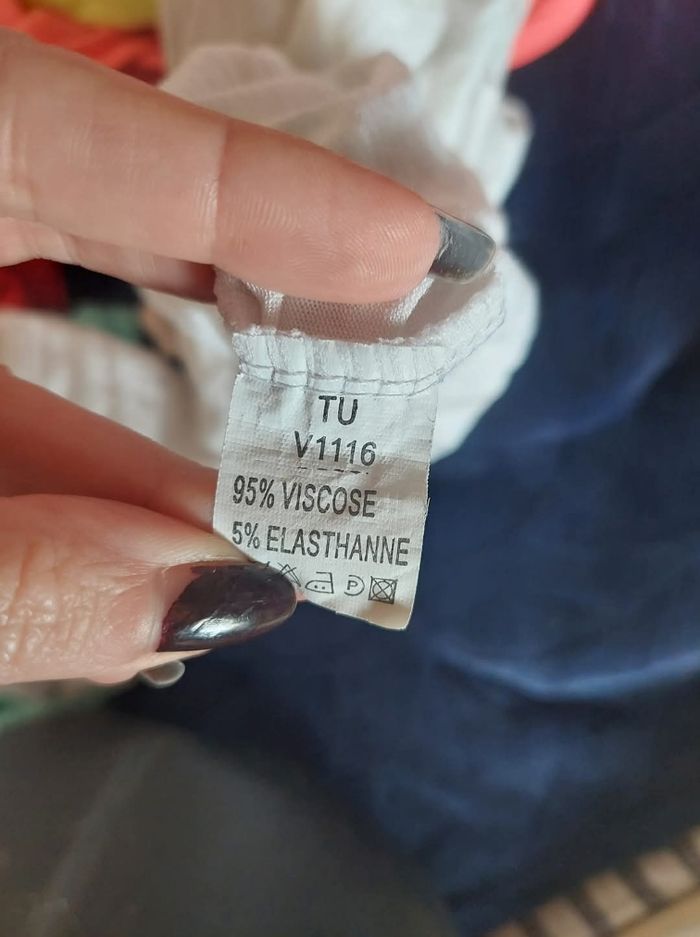 TU
V1116
95% VISCOSE
5% ELASTHANNE